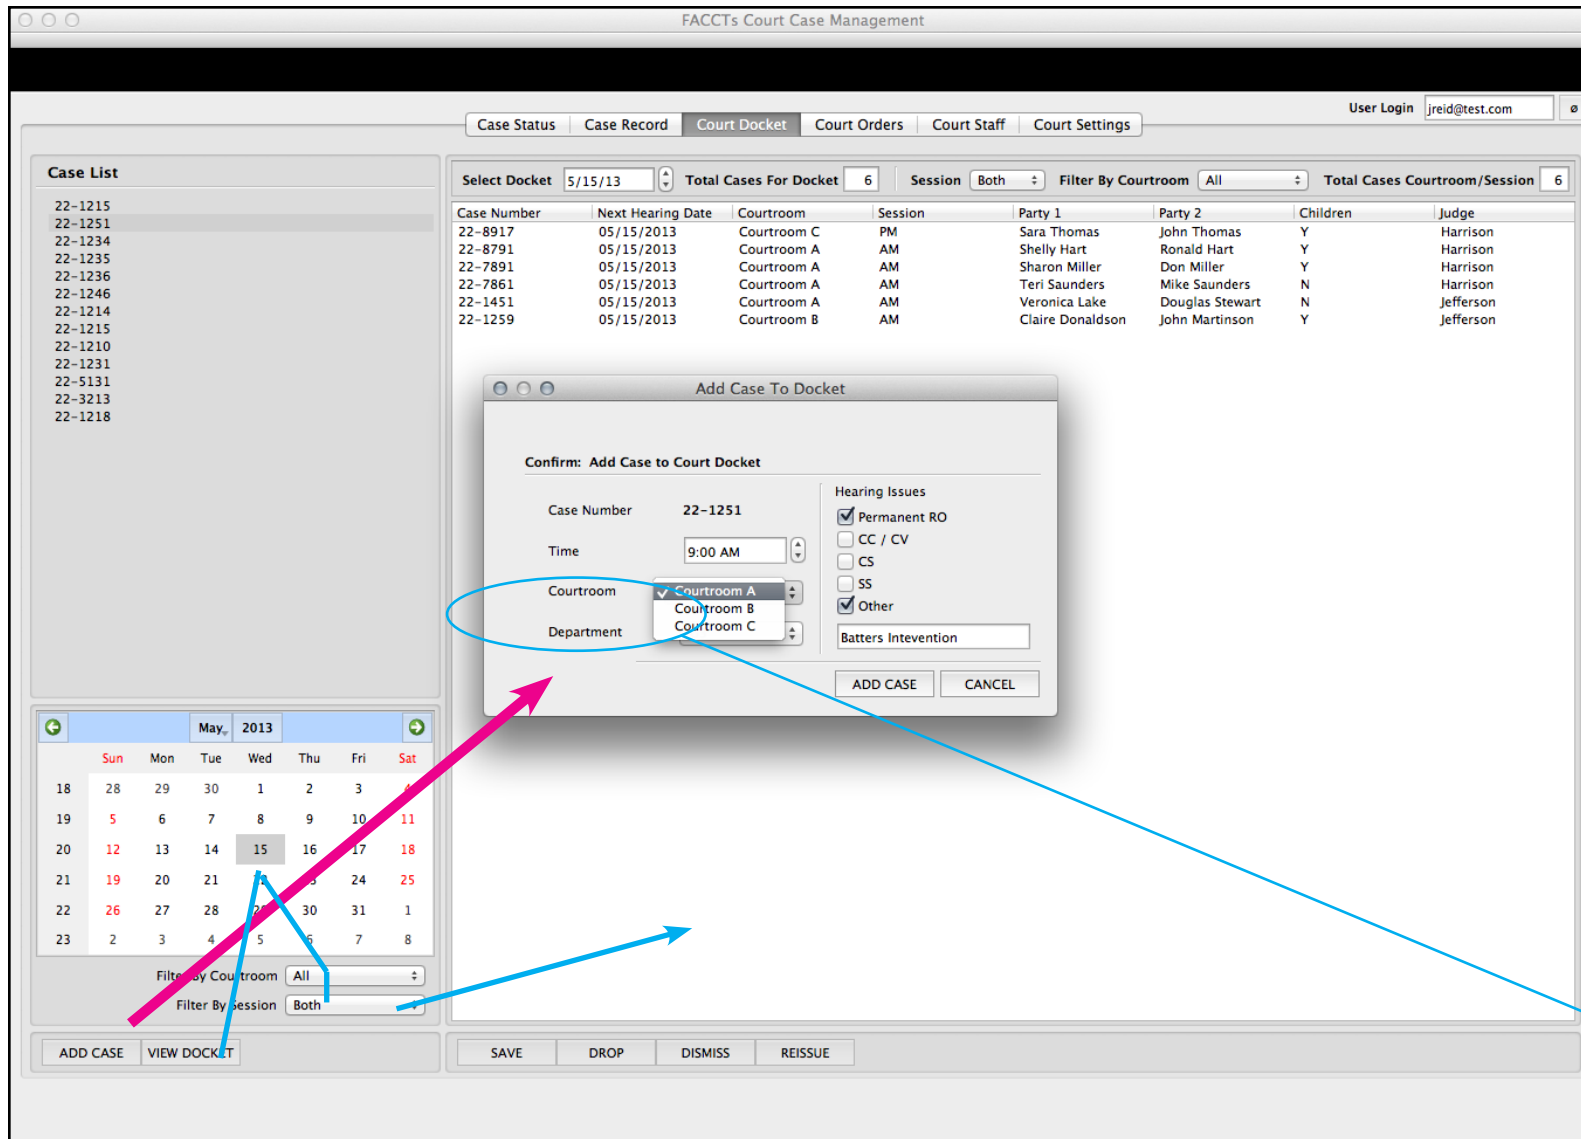 FACCTs Court Case Management
User Login jreid@test.com ø
Case Status Case Record Court Docket Court Orders Court Staff Court Settings
Case List
22-1215
22-1251
22-1234
22-1235
22-1236
22-1246
22-1214
22-1215
22-1210
22-1231
22-5131
22-3213
22-1218
Select Docket 5/15/13 Total Cases For Docket 6 Session Both Filter By Courtroom All Total Cases Courtroom/Session 6
Case Number Next Hearing Date Courtroom Session Party 1 Party 2 Children Judge
22-8917 05/15/2013 Courtroom C PM Sara Thomas John Thomas Y Harrison
22-8791 05/15/2013 Courtroom A AM Shelly Hart Ronald Hart Y Harrison
22-7891 05/15/2013 Courtroom A AM Sharon Miller Don Miller Y Harrison
22-7861 05/15/2013 Courtroom A AM Teri Saunders Mike Saunders N Harrison
22-1451 05/15/2013 Courtroom A AM Veronica Lake Douglas Stewart N Jefferson
22-1259 05/15/2013 Courtroom B AM Claire Donaldson John Martinson Y Jefferson
Add Case To Docket
Confirm: Add Case to Court Docket
Case Number 22-1251
Time 9:00 AM
Courtroom Courtroom A
Courtroom B
Courtroom C
Department
Hearing Issues
Permanent RO
CC / CV
CS
SS
Other
Batters Intevention
ADD CASE CANCEL
May 2013
Sun Mon Tue Wed Thu Fri Sat
18 28 29 30 1 2 3 4
19 5 6 7 8 9 10 11
20 12 13 14 15 16 17 18
21 19 20 21 22 23 24 25
22 26 27 28 29 30 31 1
23 2 3 4 5 6 7 8
Filter By Courtroom All
Filter By Session Both
ADD CASE VIEW DOCKET
SAVE DROP DISMISS REISSUE